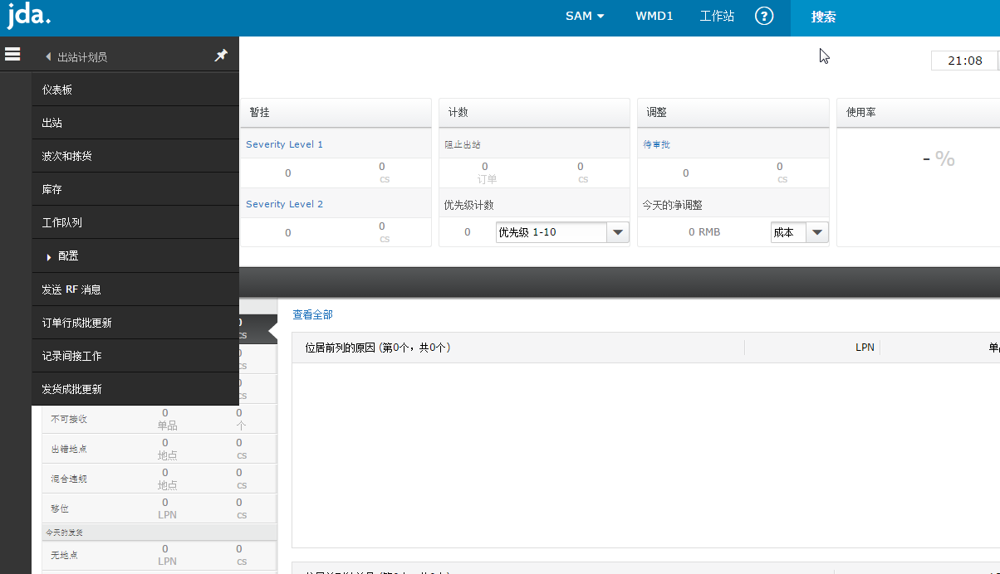 jda.
SAM
WMD1
工作站
?
搜索
出站计划员
21:08
仪表板
出站
波次和拣货
库存
工作队列
配置
发送 RF 消息
订单行成批更新
记录间接工作
发货成批更新
暂挂
计数
调整
使用率
Severity Level 1
阻止出站
待审批
- %
0
0
cs
0
订单
0
cs
0
0
cs
Severity Level 2
优先级计数
今天的净调整
0
0
cs
0
优先级 1-10
0 RMB
成本
查看全部
位居前列的原因 (第0个，共0个)
LPN
0
cs
0
cs
0
cs
不可接收
0
单品
0
个
出错地点
0
地点
0
cs
混合违规
0
地点
0
cs
移位
0
LPN
0
cs
今天的发货
无地点
0
LPN
0
cs